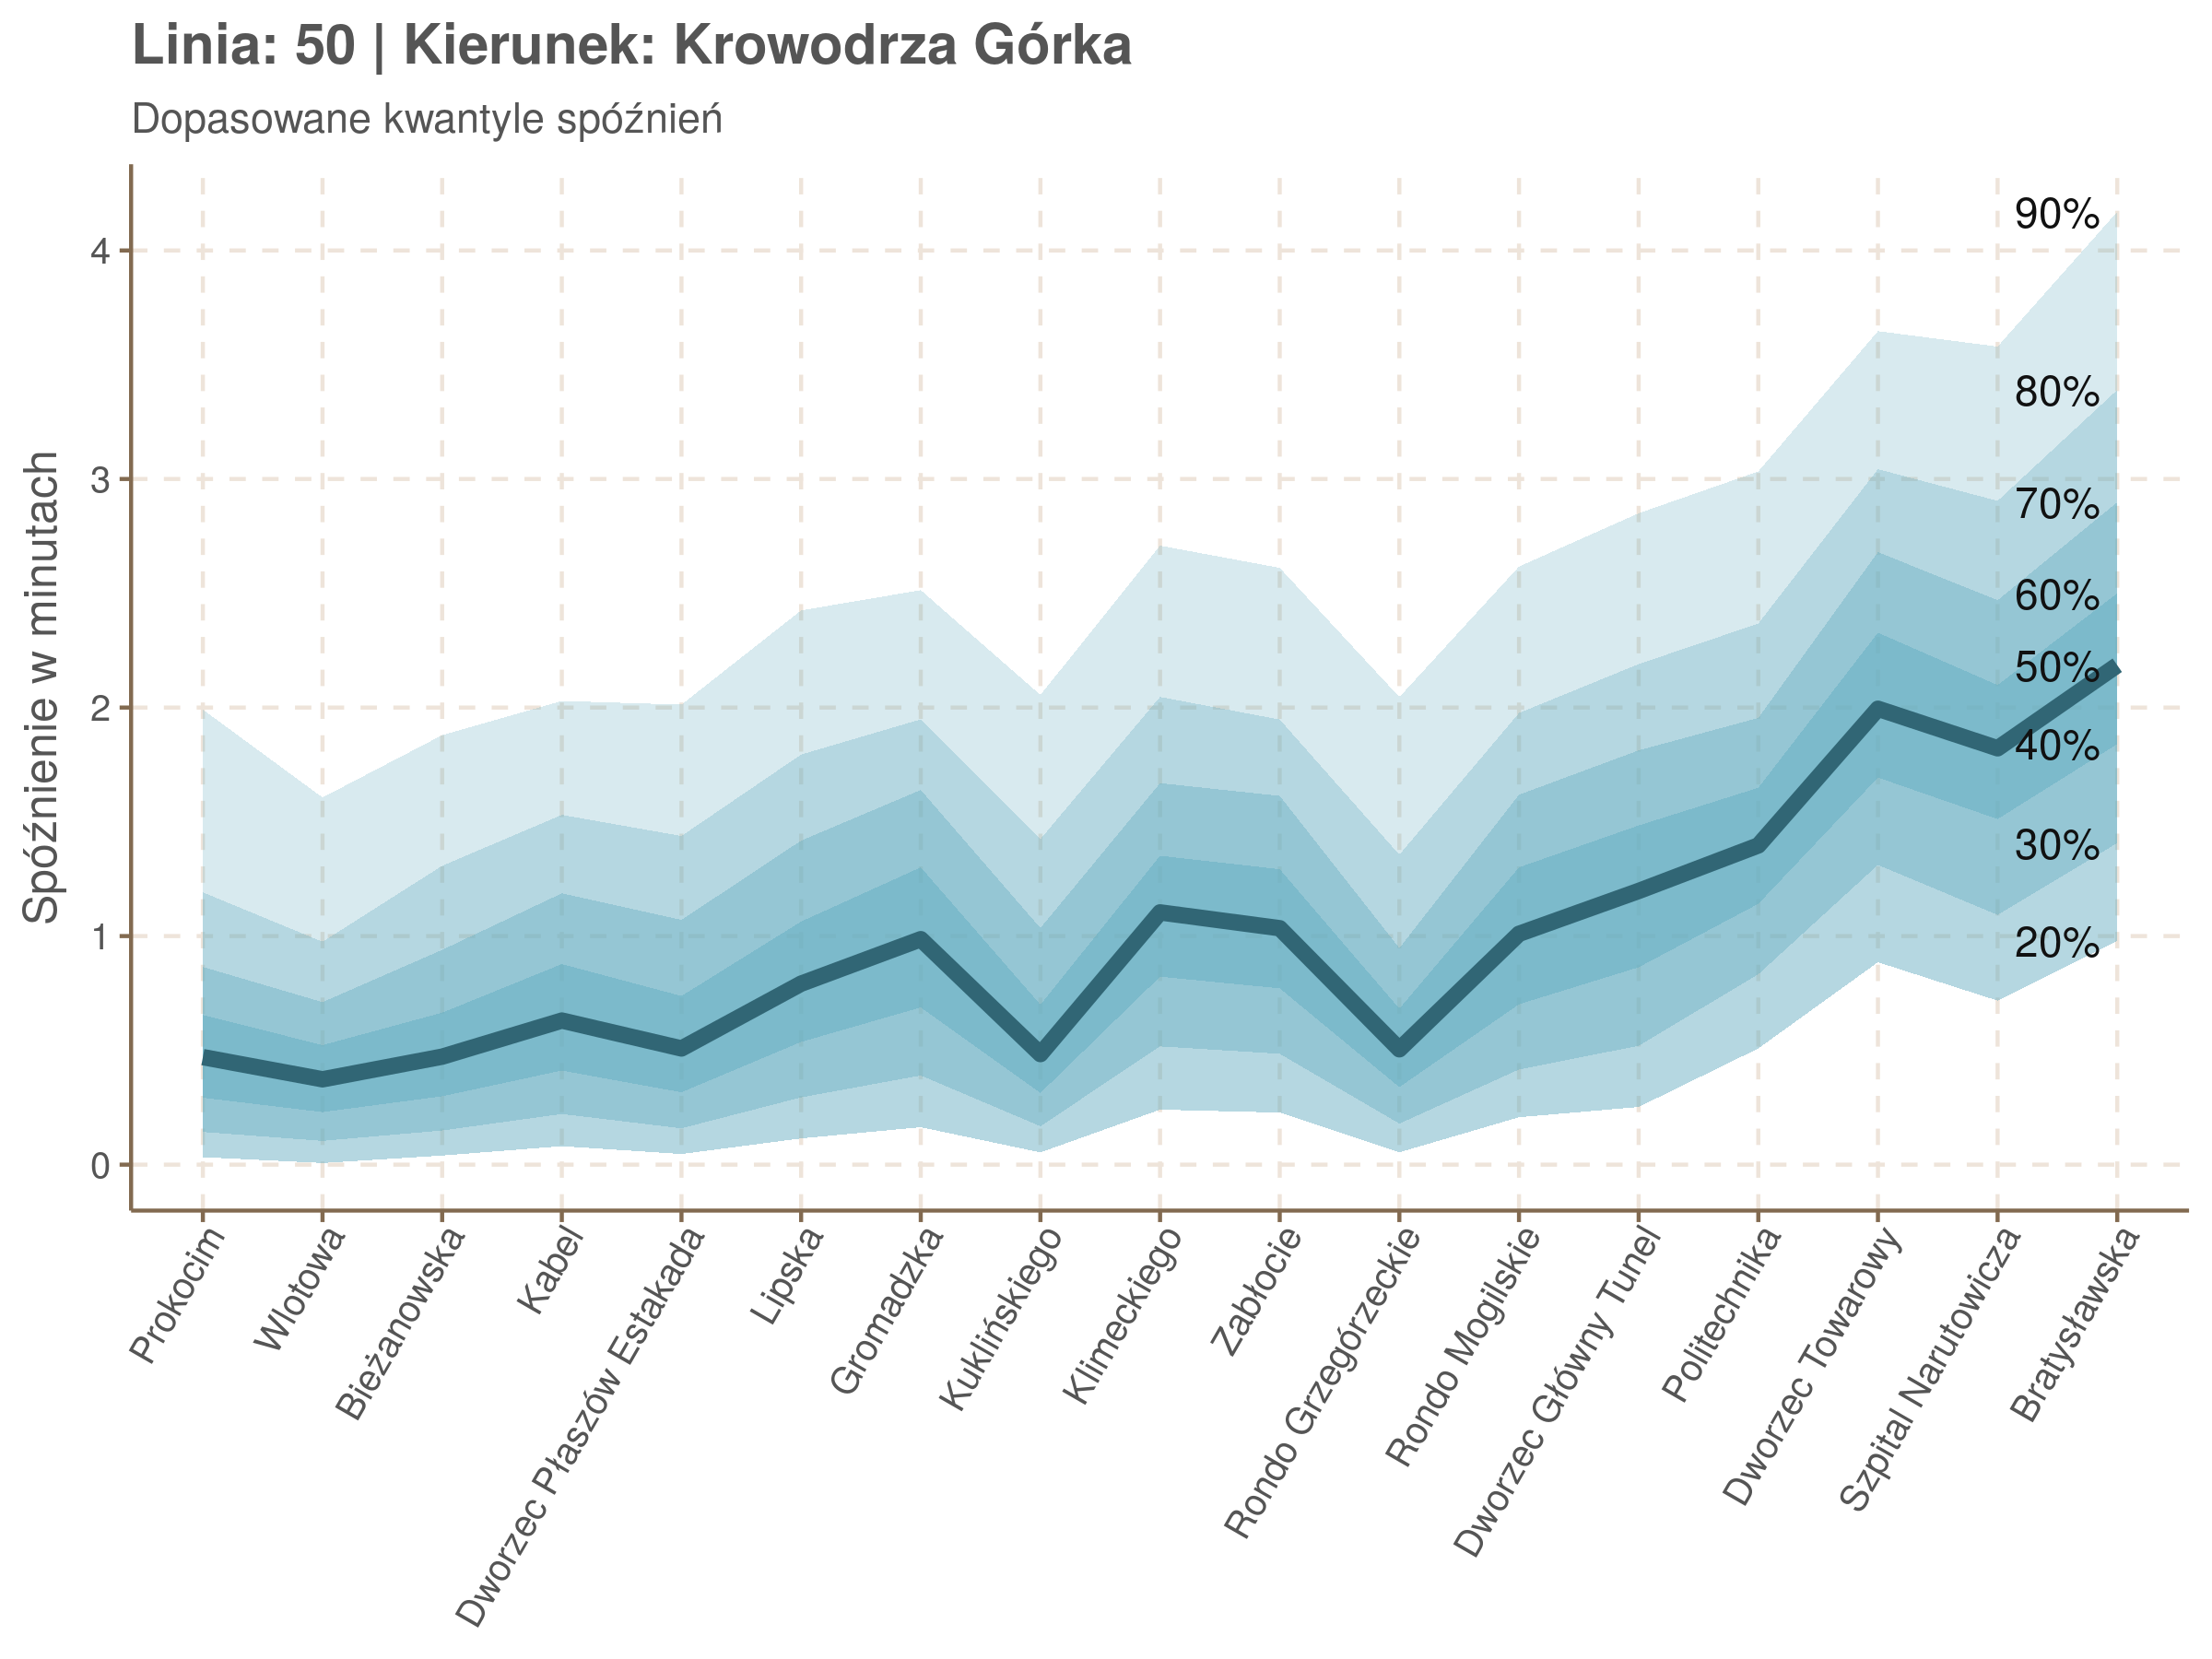 Linia: 50 | Kierunek: Krowodrza Górka
Dopasowane kwantyle spóźnień
Spóźnienie w minutach
4
3
2
1
0
90%
80%
70%
60%
50%
40%
30%
20%
Prokocim
Wlotowa
Bieżanowska
Kabel
Dworzec Płaszów Estakada
Lipska
Gromadzka
Kuklińskiego
Klimeckiego
Zabłocie
Rondo Grzegórzeckie
Rondo Mogilskie
Dworzec Główny Tunel
Politechnika
Dworzec Towarowy
Szpital Narutowicza
Bratysławska